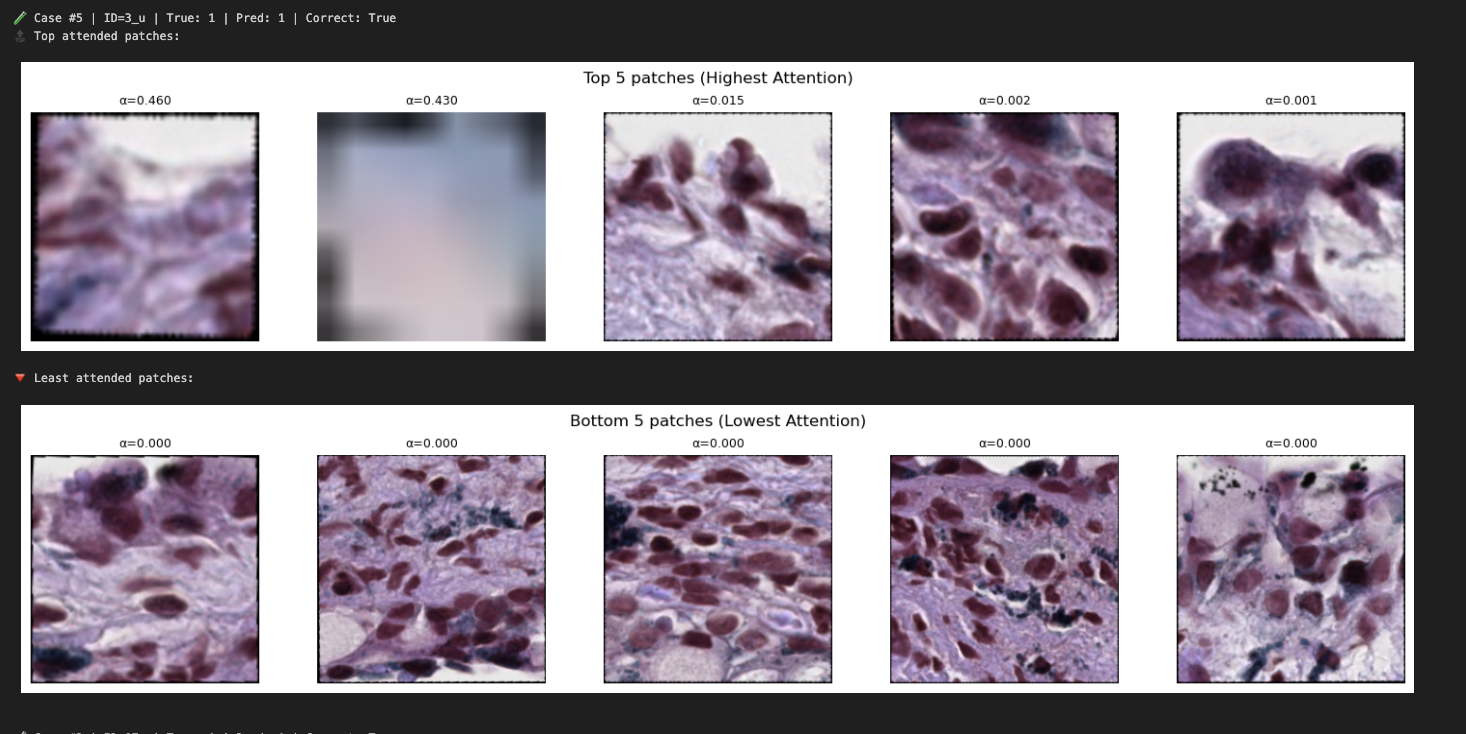 Case #5 | ID=3_u | True: 1 | Pred: 1 | Correct: True
Top attended patches:
Top 5 patches (Highest Attention)
α=0.460 α=0.430 α=0.015 α=0.002 α=0.001
Least attended patches:
Bottom 5 patches (Lowest Attention)
α=0.000 α=0.000 α=0.000 α=0.000 α=0.000